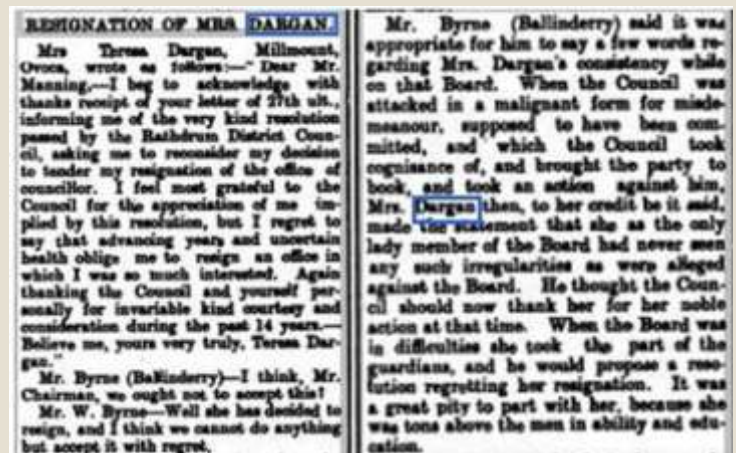 RESIGNATION OF MRS. DARGAN.
Mrs Teresa Dargan, Millmount,
Ovoca, wrote as follows:—"Dear Mr.
Manning,—I beg to acknowledge with
thanks receipt of your letter of 27th ult.,
informing me of the very kind resolution
passed by the Rathdrum District Coun-
cil, asking me to reconsider my decision
to tender my resignation of the office of
councillor. I feel most grateful to the
Council for the appreciation of me im-
plied by this resolution, but I regret to
say that advancing years and uncertain
health oblige me to resign an office in
which I was so much interested. Again
thanking the Council and yourself per-
sonally for invariable kind courtesy and
consideration during the past 14 years.—
Believe me, yours very truly, Teresa Dar-
gan."
Mr. Byrne (Ballinderry)—I think, Mr.
Chairman, we ought not to accept this!
Mr. W. Byrne—Well she has decided to
resign, and I think we cannot do anything
but accept it with regret.
Mr. Byrne (Ballinderry) said it was
appropriate for him to say a few words re-
garding Mrs. Dargan's consistency while
on that Board. When the Council was
attacked in a malignant form for misde-
meanour, supposed to have been com-
mitted, and which the Council took
cognisance of, and brought the party to
book, and took an action against him,
Mrs. Dargan then, to her credit be it said,
made the statement that she as the only
lady member of the Board had never seen
any such irregularities as were alleged
against the Board. He thought the Coun-
cil should now thank her for her noble
action at that time. When the Board was
in difficulties she took the part of the
guardians, and he would propose a reso-
lution regretting her resignation. It was
a great pity to part with her, because she
was tons above the men in ability and edu-
cation.